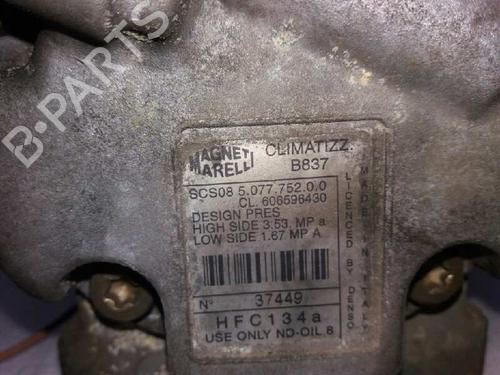 B-PARTS
MAGNETI MARELLI
CLIMATIZZ.
B837
SCS08 5.077.752.0.0
CL. 606596430
DESIGN PRES
HIGH SIDE 3.53. MP a
LOW SIDE 1.67 MP A
N° 37449
HFC134a
USE ONLY ND-OIL 8
LICENCED BY DENSO
MADE IN ITALY